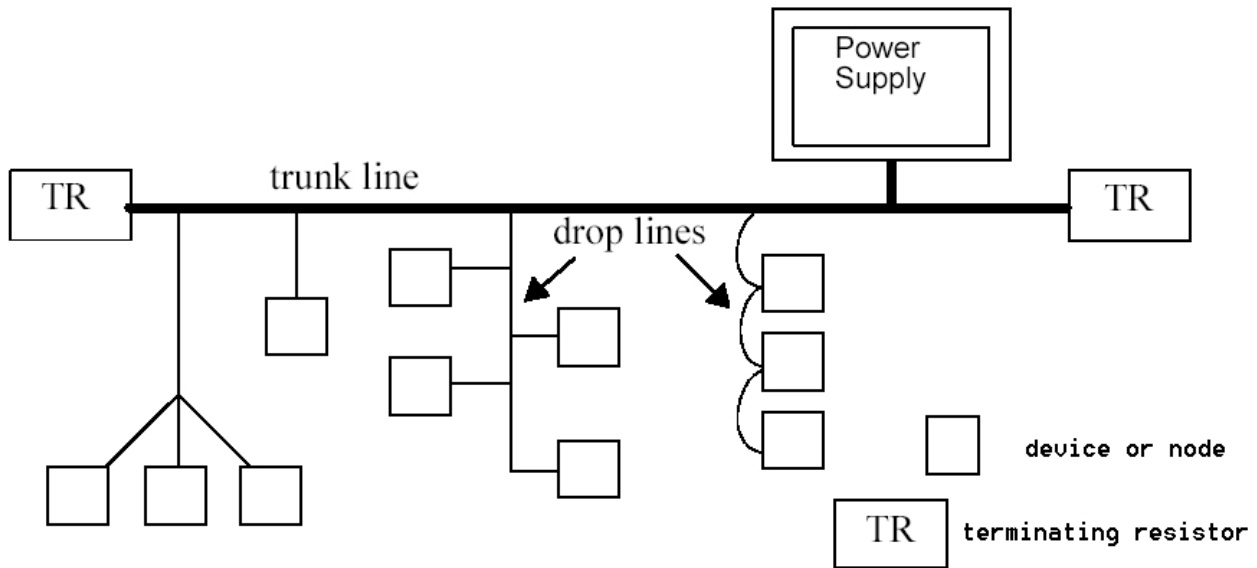 Power
Supply
TR
trunk line
TR
drop lines
device or node
TR
terminating resistor